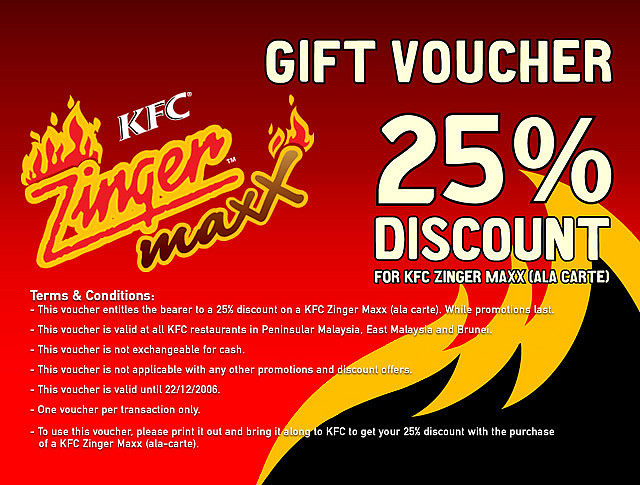 GIFT VOUCHER
KFC®
Zinger™
maxx
25%
DISCOUNT
FOR KFC ZINGER MAXX (ALA CARTE)
Terms & Conditions:
- This voucher entitles the bearer to a 25% discount on a KFC Zinger Maxx (ala carte). While promotions last.
- This voucher is valid at all KFC restaurants in Peninsular Malaysia, East Malaysia and Brunei.
- This voucher is not exchangeable for cash.
- This voucher is not applicable with any other promotions and discount offers.
- This voucher is valid until 22/12/2006.
- One voucher per transaction only.
- To use this voucher, please print it out and bring it along to KFC to get your 25% discount with the purchase
of a KFC Zinger Maxx (ala-carte).